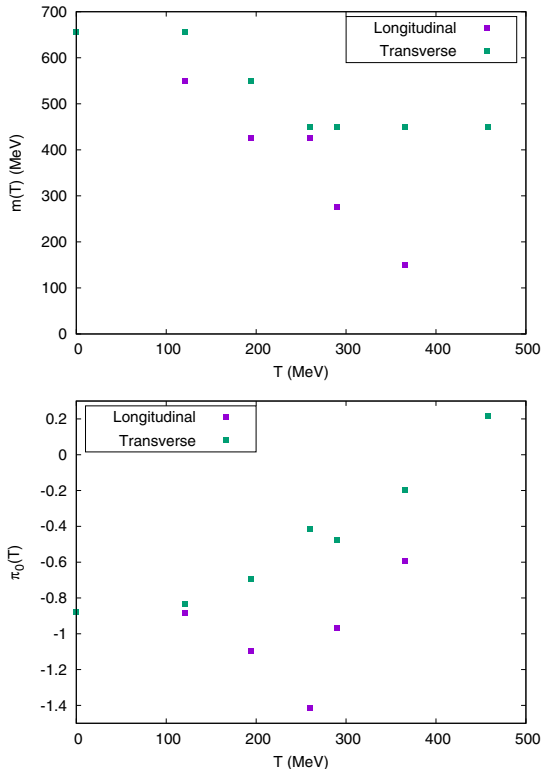 700
600
500
400
300
200
100
0
m(T) (MeV)
Longitudinal
Transverse
0 100 200 300 400 500
T (MeV)
0.2
0
-0.2
-0.4
-0.6
-0.8
-1
-1.2
-1.4
π₀(T)
Longitudinal
Transverse
0 100 200 300 400 500
T (MeV)